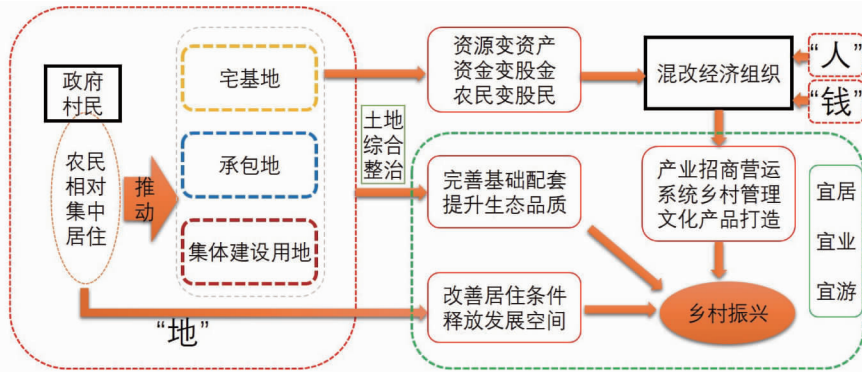 政府
村民
农民
相对
集中
居住
推
动
宅基地
承包地
集体建设用地
“地”
土地
综合
整治
资源变资产
资金变股金
农民变股民
混改经济组织
“人”
“钱”
完善基础配套
提升生态品质
改善居住条件
释放发展空间
产业招商营运
系统乡村管理
文化产品打造
乡村振兴
宜居
宜业
宜游